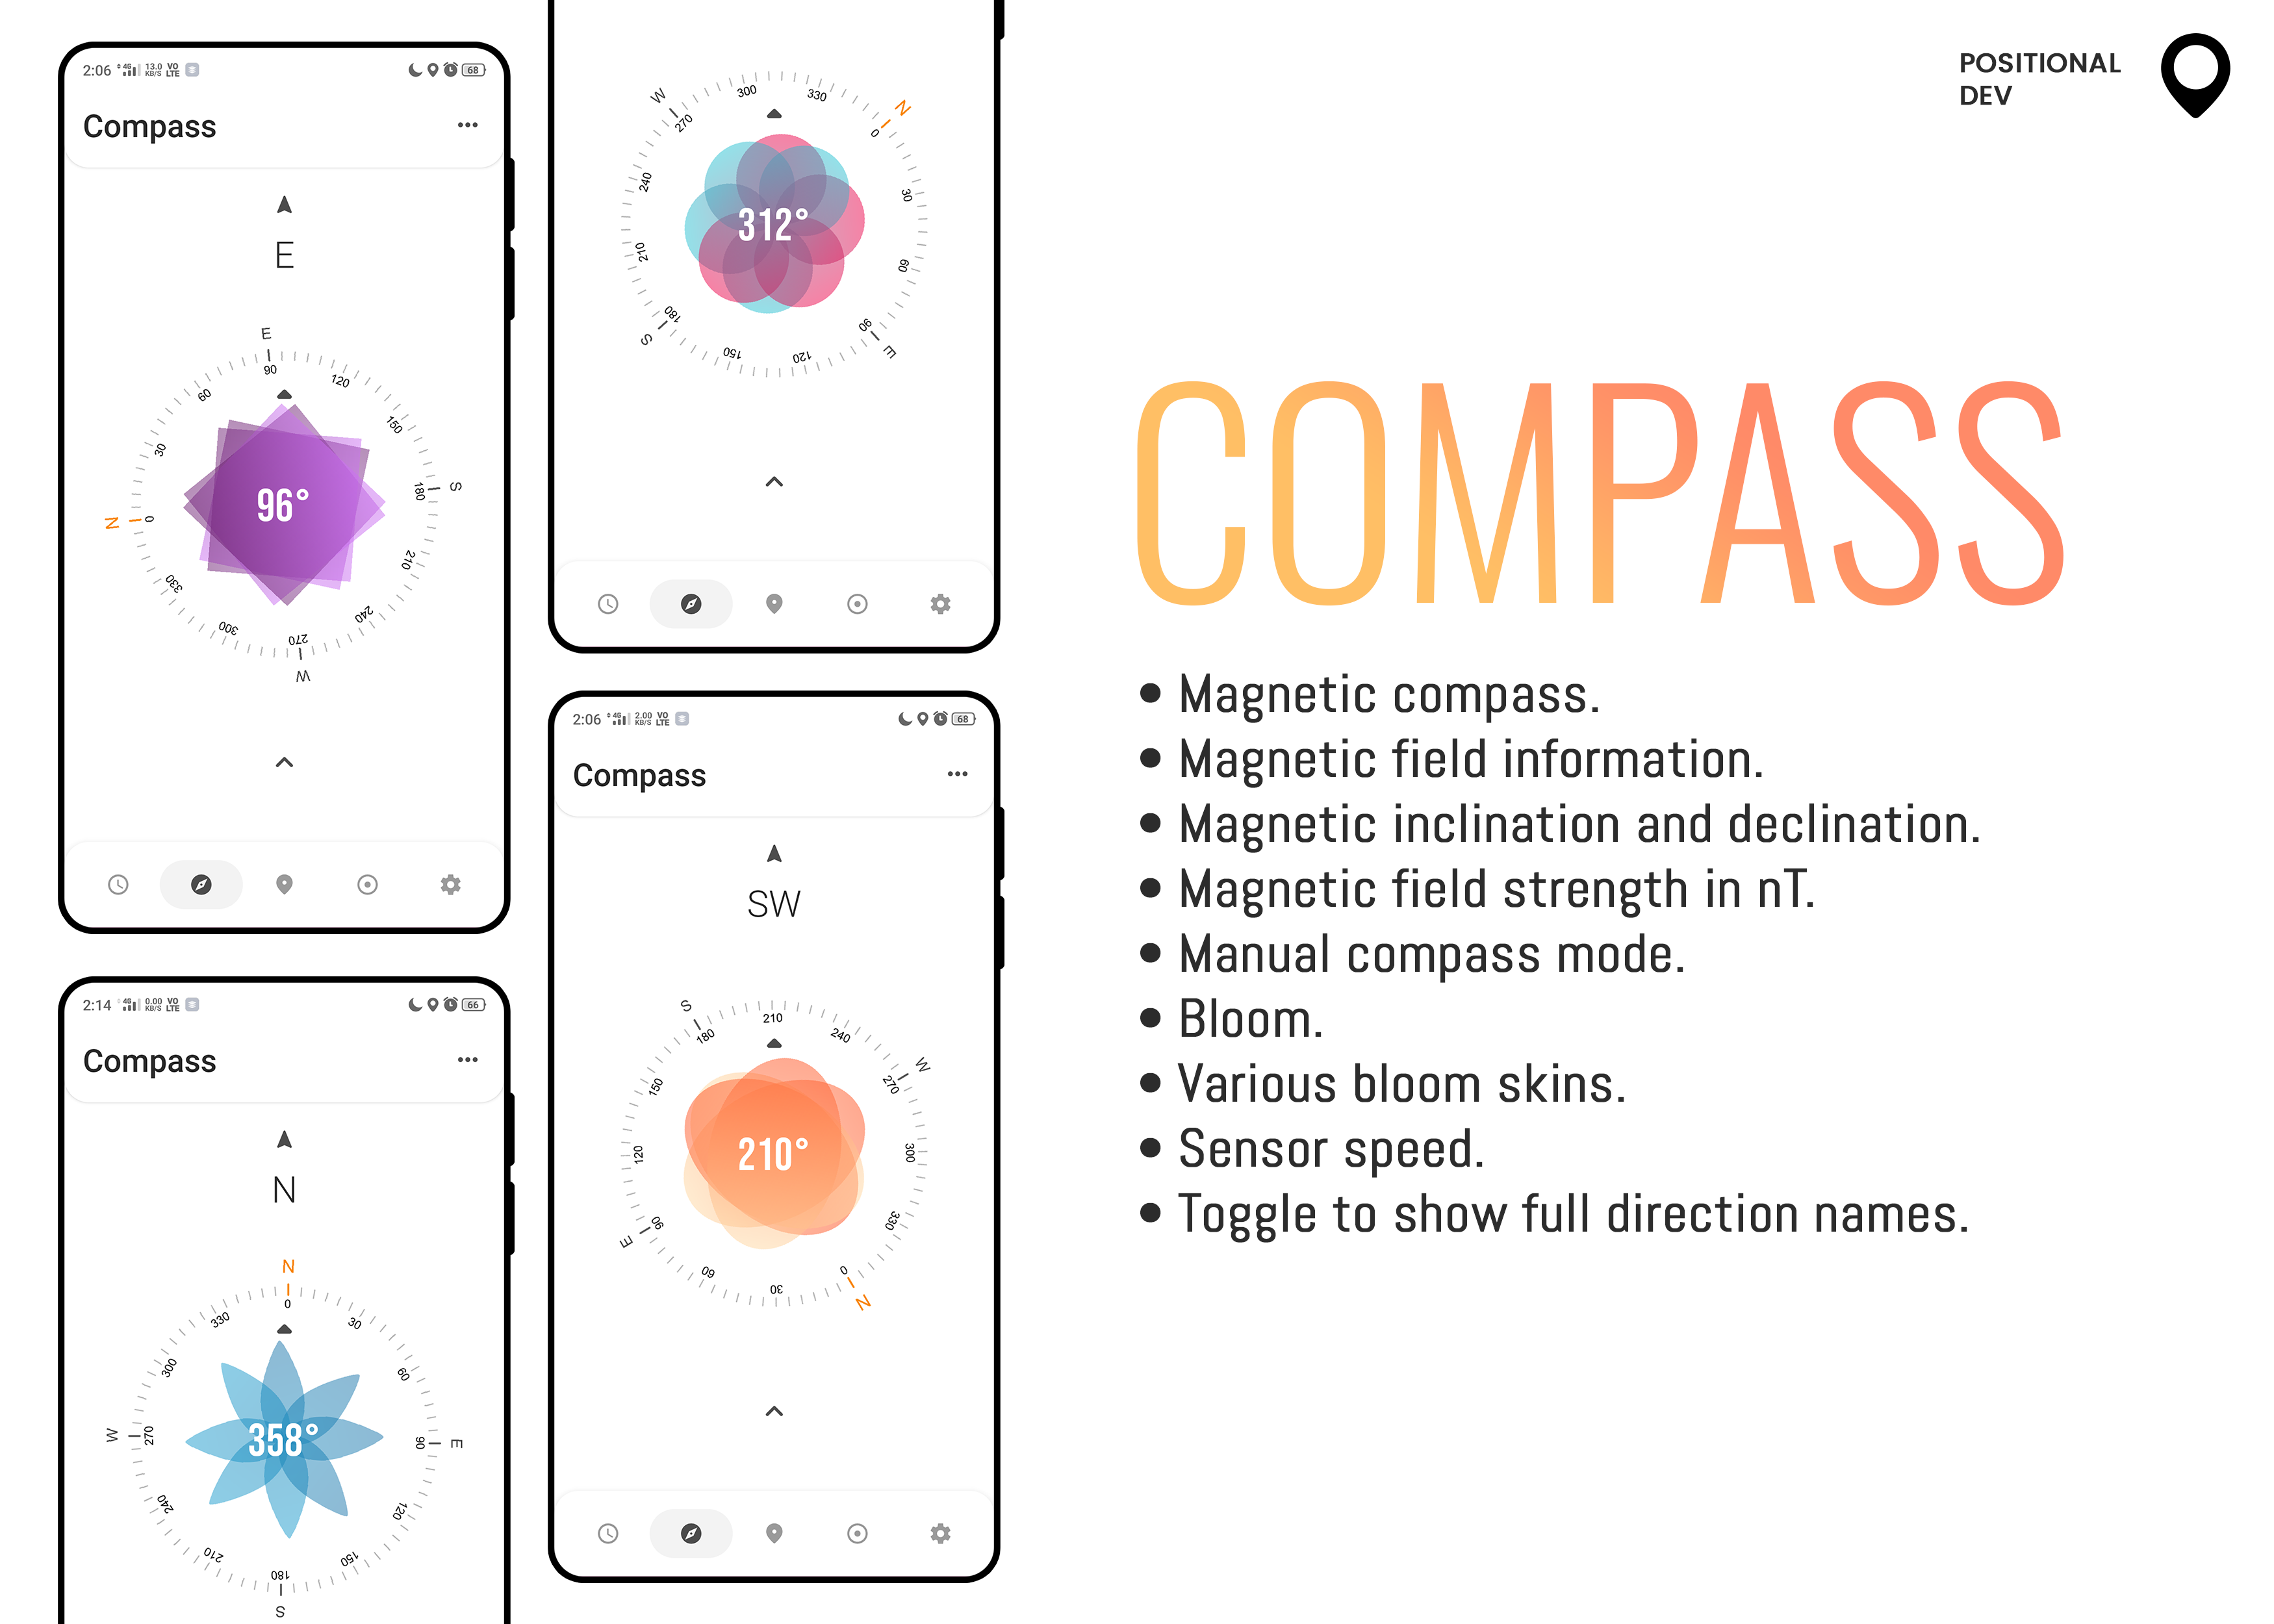 2:06 4G 13.0 KB/S VO LTE 68
Compass
E
E
90
120
150
S
180
210
240
270
W
300
330
N
0
30
60
96°
2:14 4G 0.00 KB/S VO LTE 66
Compass
N
N
0
30
60
E
90
120
150
180
S
210
240
W
270
300
330
358°
300
330
N
0
30
60
90
E
120
150
180
S
210
240
270
W
312°
2:06 4G 2.00 KB/S VO LTE 68
Compass
SW
S
180
210
240
W
270
300
330
0
N
30
60
90
E
120
150
210°
POSITIONAL
DEV
COMPASS
• Magnetic compass.
• Magnetic field information.
• Magnetic inclination and declination.
• Magnetic field strength in nT.
• Manual compass mode.
• Bloom.
• Various bloom skins.
• Sensor speed.
• Toggle to show full direction names.